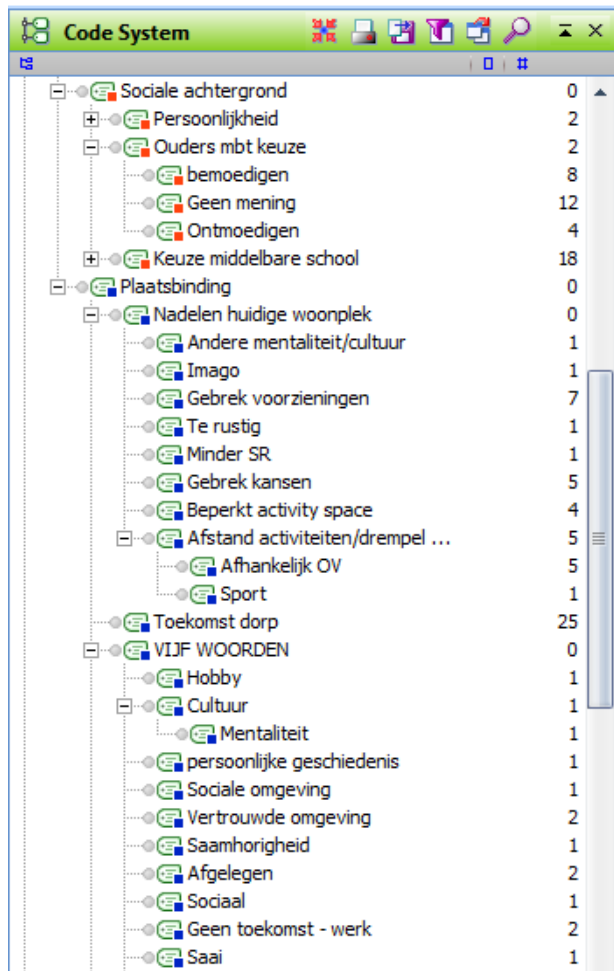 Code System
#
Sociale achtergrond 0
Persoonlijkheid 2
Ouders mbt keuze 2
bemoedigen 8
Geen mening 12
Ontmoedigen 4
Keuze middelbare school 18
Plaatsbinding 0
Nadelen huidige woonplek 0
Andere mentaliteit/cultuur 1
Imago 1
Gebrek voorzieningen 7
Te rustig 1
Minder SR 1
Gebrek kansen 5
Beperkt activity space 4
Afstand activiteiten/drempel ... 5
Afhankelijk OV 5
Sport 1
Toekomst dorp 25
VIJF WOORDEN 0
Hobby 1
Cultuur 1
Mentaliteit 1
persoonlijke geschiedenis 1
Sociale omgeving 1
Vertrouwde omgeving 2
Saamhorigheid 1
Afgelegen 2
Sociaal 1
Geen toekomst - werk 2
Saai 1